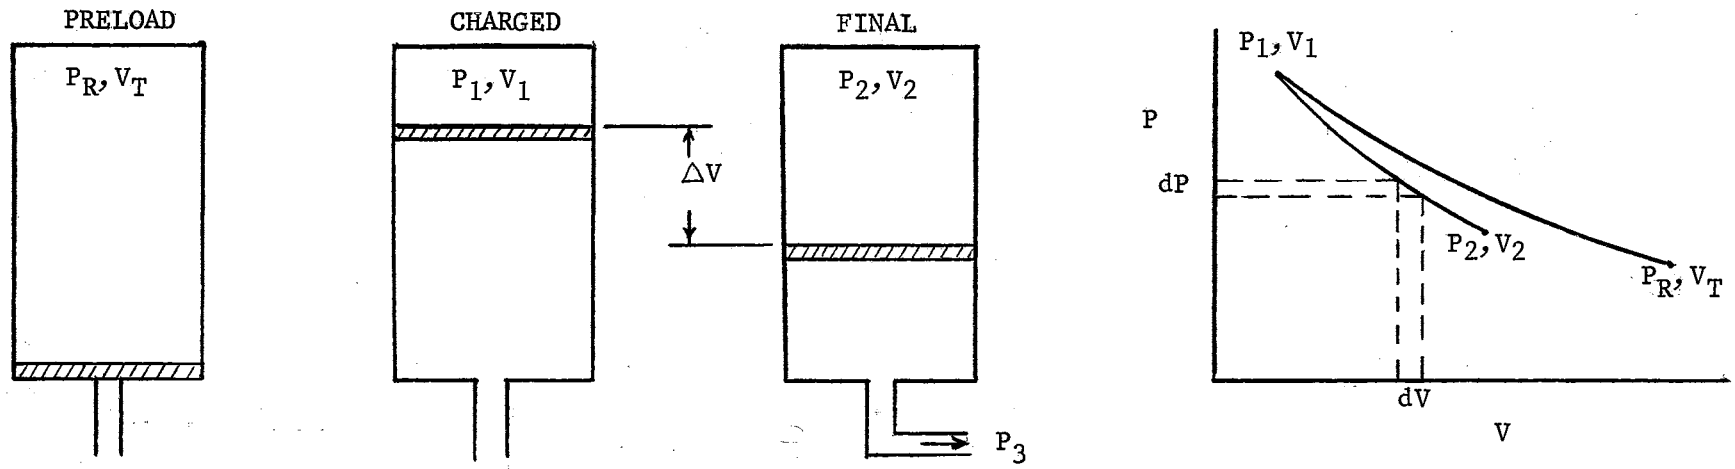 PRELOAD
CHARGED
FINAL
P_R, V_T
P_1, V_1
P_2, V_2
ΔV
P_3
P_1, V_1
P
dP
P_2, V_2
P_R, V_T
dV
V